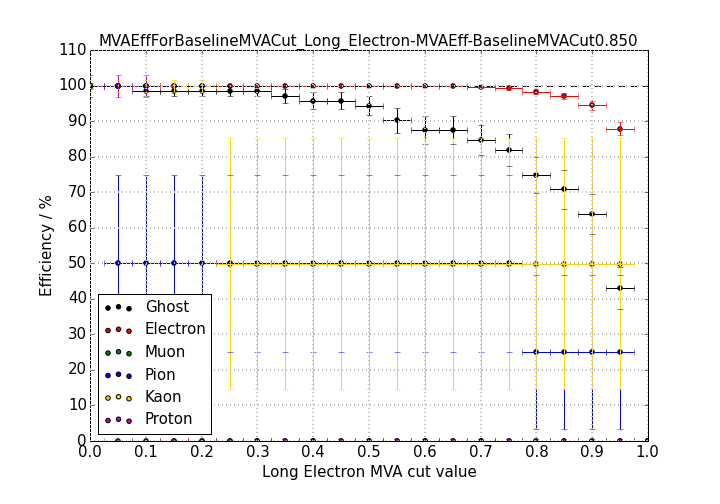 MVAEffForBaselineMVACut_Long_Electron-MVAEff-BaselineMVACut0.850
110
100
90
80
70
60
50
40
30
20
10
0
Efficiency / %
Ghost
Electron
Muon
Pion
Kaon
Proton
0.0 0.1 0.2 0.3 0.4 0.5 0.6 0.7 0.8 0.9 1.0
Long Electron MVA cut value